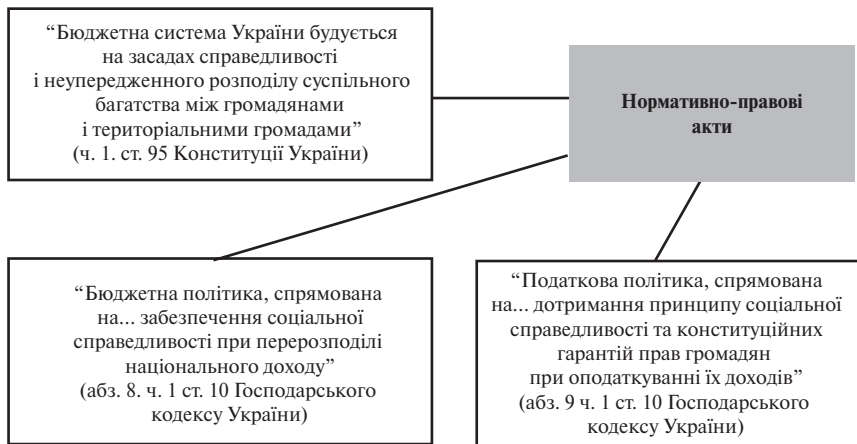 “Бюджетна система України будується
на засадах справедливості
і неупередженного розподілу суспільного
багатства між громадянами
і територіальними громадами”
(ч. 1. ст. 95 Конституції України)
Нормативно-правові
акти
“Бюджетна політика, спрямована
на... забезпечення соціальної
справедливості при перерозподілі
національного доходу”
(абз. 8. ч. 1 ст. 10 Господарського
кодексу України)
“Податкова політика, спрямована
на... дотримання принципу соціальної
справедливості та конституційних
гарантій прав громадян
при оподаткуванні їх доходів”
(абз. 9 ч. 1 ст. 10 Господарського
кодексу України)